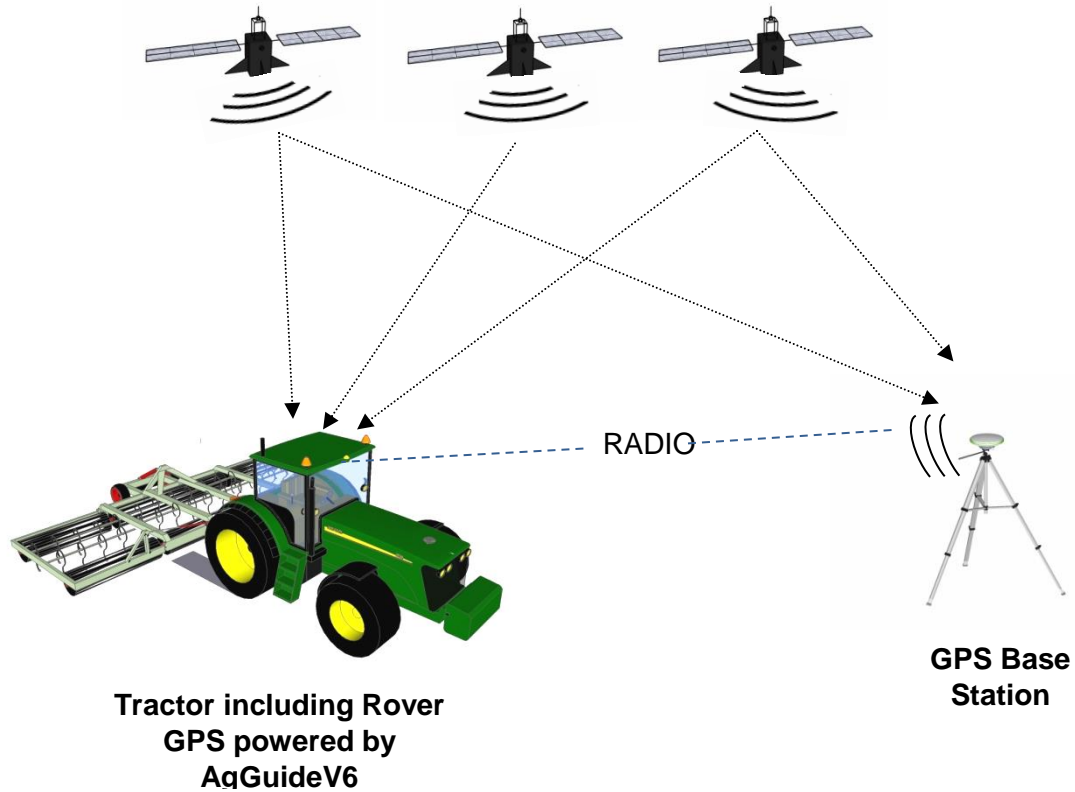 RADIO
GPS Base
Station
Tractor including Rover
GPS powered by
AgGuideV6